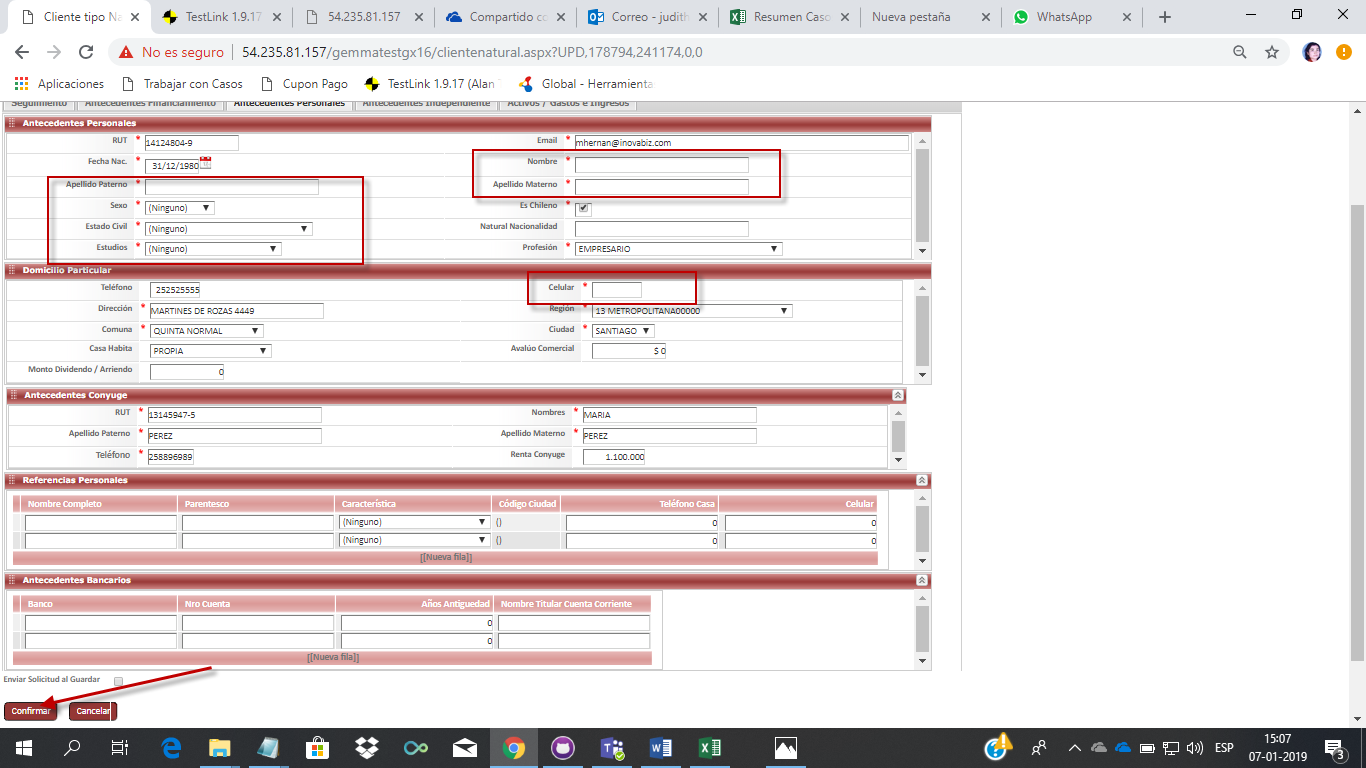 Cliente tipo Na
TestLink 1.9.17
54.235.81.157
Compartido co
Correo - judith
Resumen Caso
Nueva pestaña
WhatsApp
No es seguro
54.235.81.157/gemmatestgx16/clientenatural.aspx?UPD,178794,241174,0,0
Aplicaciones
Trabajar con Casos
Cupon Pago
TestLink 1.9.17 (Alan
Global - Herramienta
Seguimiento
Antecedentes Financiamiento
Antecedentes Personales
Antecedentes Independiente
Activos / Gastos e Ingresos
Antecedentes Personales
RUT * 14124804-9
Email * mhernan@inovabiz.com
Fecha Nac. * 31/12/1980
Nombre *
Apellido Paterno *
Apellido Materno *
Sexo * (Ninguno)
Es Chileno *
Estado Civil * (Ninguno)
Natural Nacionalidad
Estudios * (Ninguno)
Profesión * EMPRESARIO
Domicilio Particular
Teléfono 252525555
Celular *
Dirección * MARTINES DE ROZAS 4449
Región * 13 METROPOLITANA00000
Comuna * QUINTA NORMAL
Ciudad * SANTIAGO
Casa Habita PROPIA
Avalúo Comercial $ 0
Monto Dividendo / Arriendo 0
Antecedentes Conyuge
RUT * 13145947-5
Nombres * MARIA
Apellido Paterno * PEREZ
Apellido Materno * PEREZ
Teléfono * 258896989
Renta Conyuge 1.100.000
Referencias Personales
Nombre Completo Parentesco Característica Código Ciudad Teléfono Casa Celular
(Ninguno) () 0 0
(Ninguno) () 0 0
[[Nueva fila]]
Antecedentes Bancarios
Banco Nro Cuenta Años Antiguedad Nombre Titular Cuenta Corriente
0
0
[[Nueva fila]]
Enviar Solicitud al Guardar
Confirmar
Cancelar
ESP
15:07
07-01-2019
3